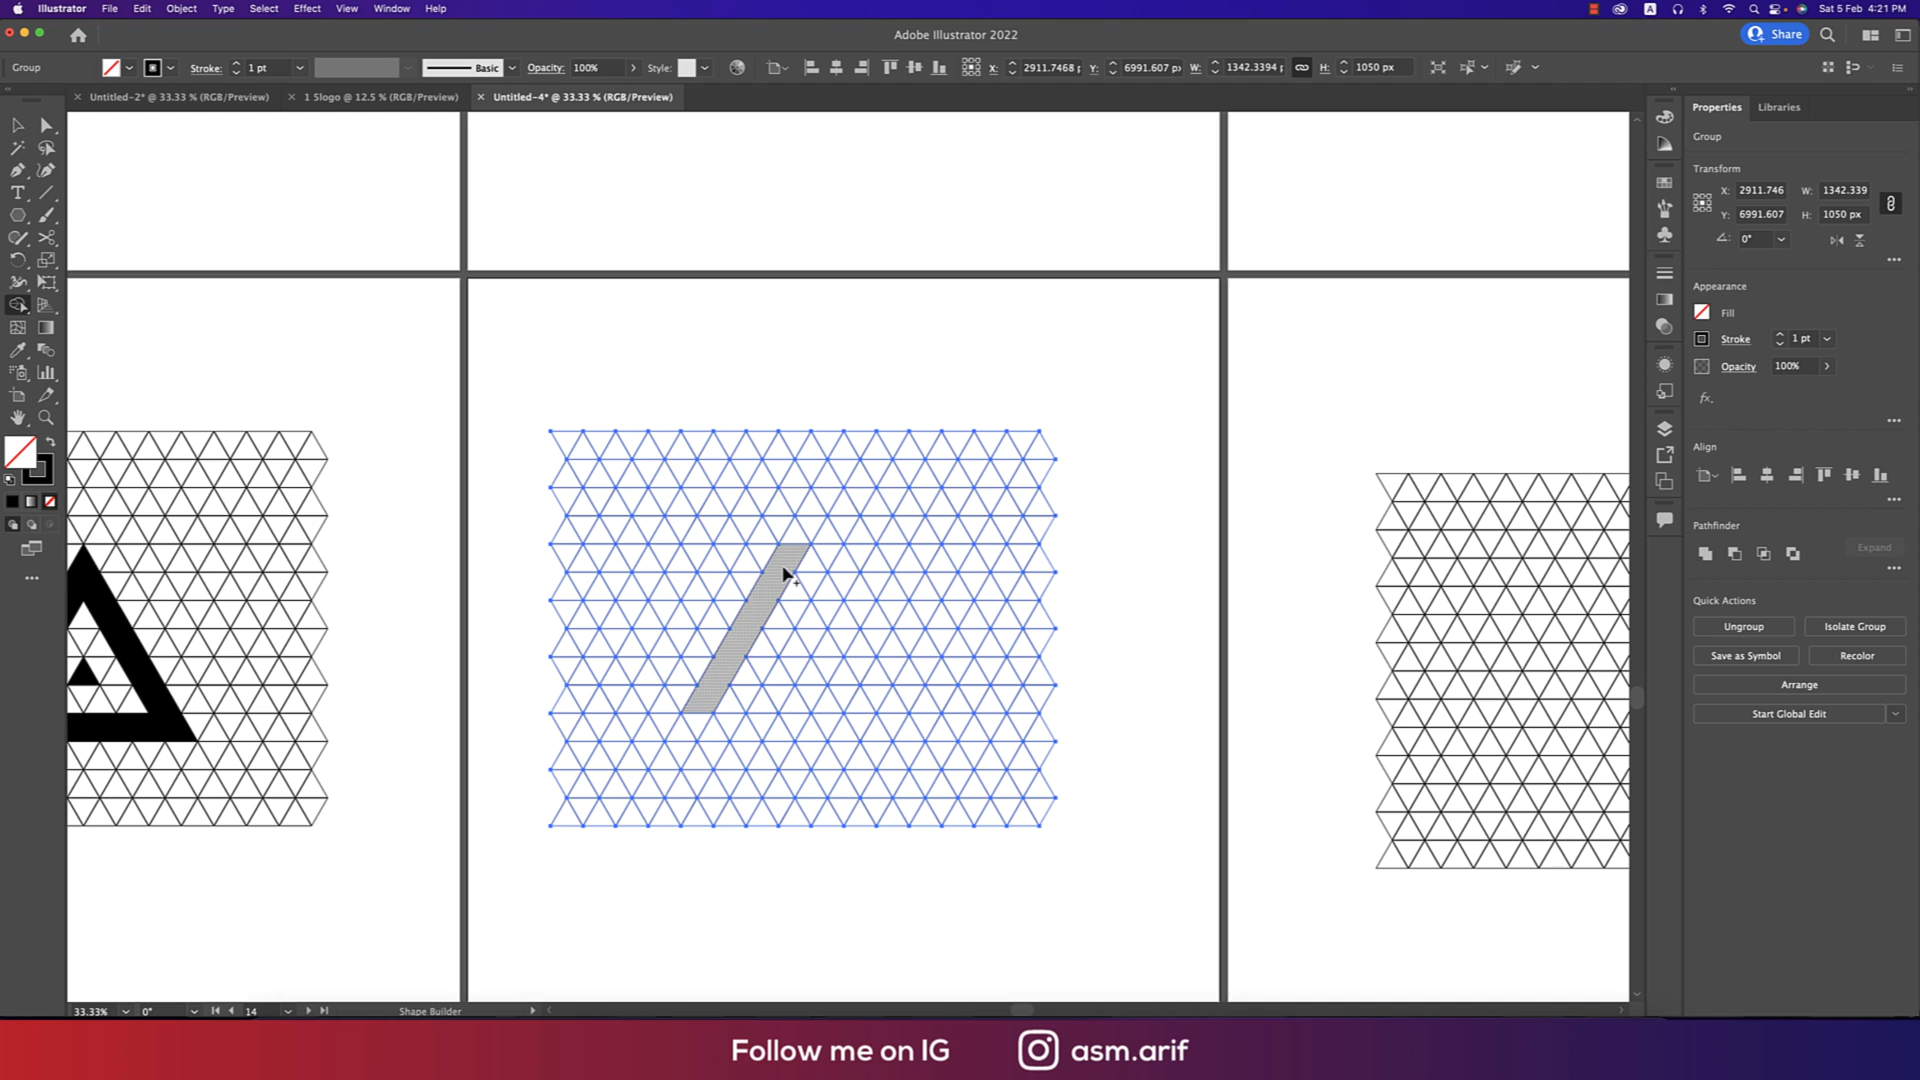 Illustrator File Edit Object Type Select Effect View Window Help A Sat 5 Feb 4:21 PM
Adobe Illustrator 2022 Share
Group Stroke: 1 pt Basic Opacity: 100% Style: X: 2911.7468 p Y: 6991.607 px W: 1342.3394 p H: 1050 px
× Untitled-2* @ 33.33 % (RGB/Preview) × 1 Slogo @ 12.5 % (RGB/Preview) × Untitled-4* @ 33.33 % (RGB/Preview)
Properties Libraries
Group
Transform
X: 2911.746 W: 1342.339
Y: 6991.607 H: 1050 px
0°
Appearance
Fill
Stroke 1 pt
Opacity 100%
fx.
Align
Pathfinder
Expand
Quick Actions
Ungroup Isolate Group
Save as Symbol Recolor
Arrange
Start Global Edit
33.33% 0° 14 Shape Builder
Follow me on IG asm.arif